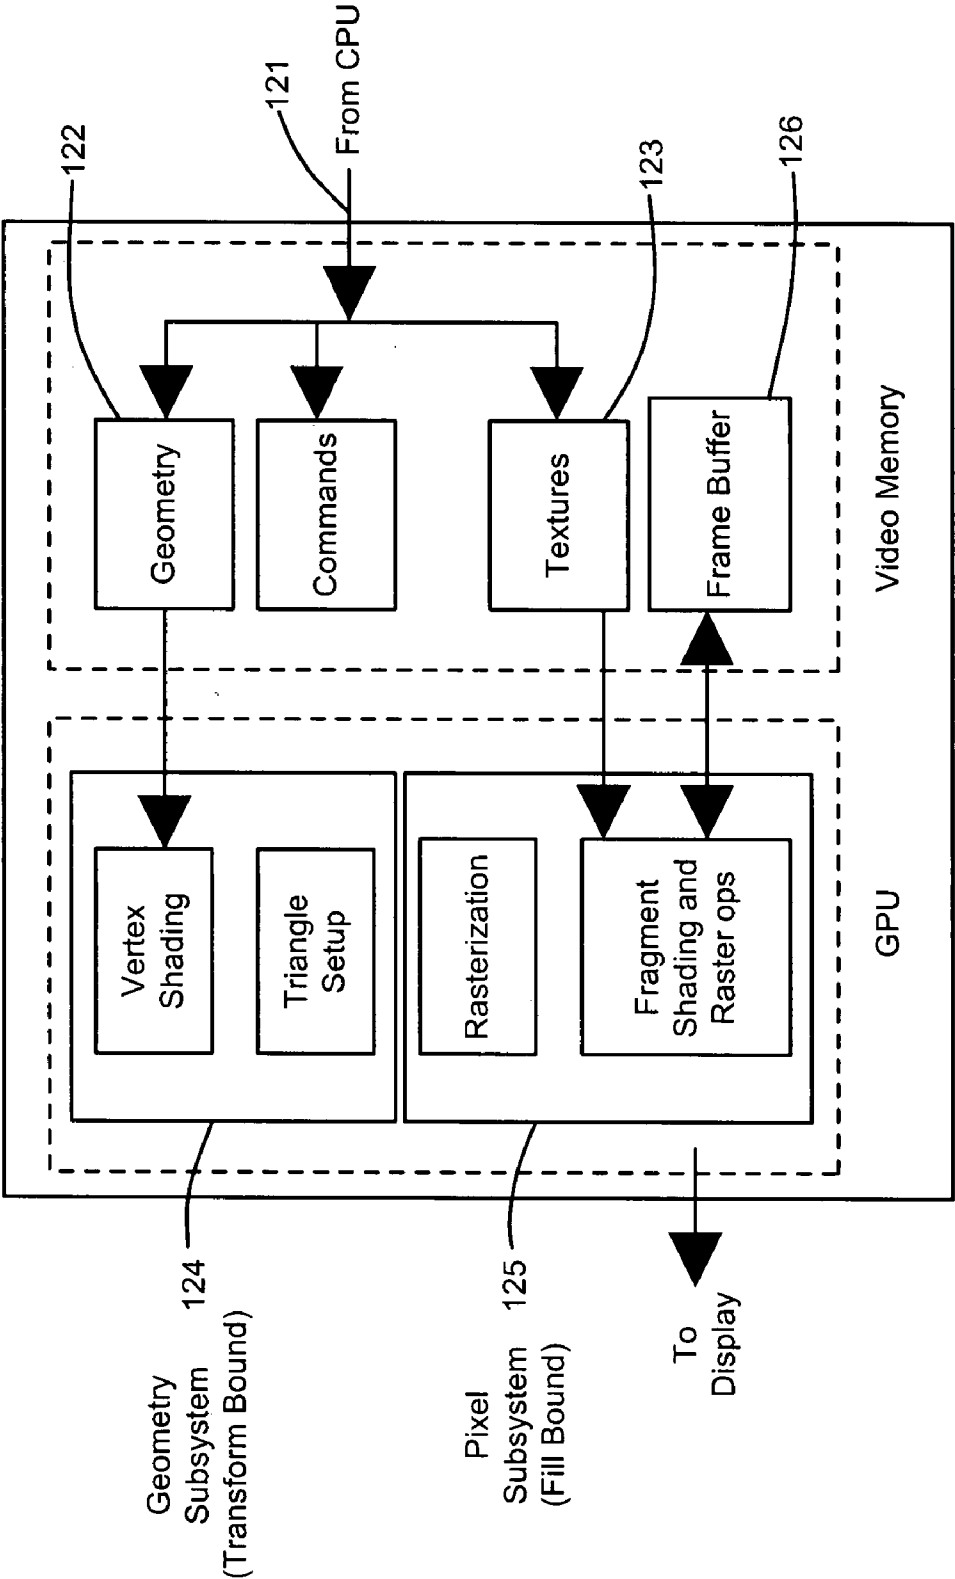 121
From CPU
122
123
126
Geometry
Commands
Textures
Frame Buffer
Video Memory
Vertex
Shading
Triangle
Setup
Rasterization
Fragment
Shading and
Raster ops
GPU
124
Geometry
Subsystem
(Transform Bound)
125
Pixel
Subsystem
(Fill Bound)
To
Display